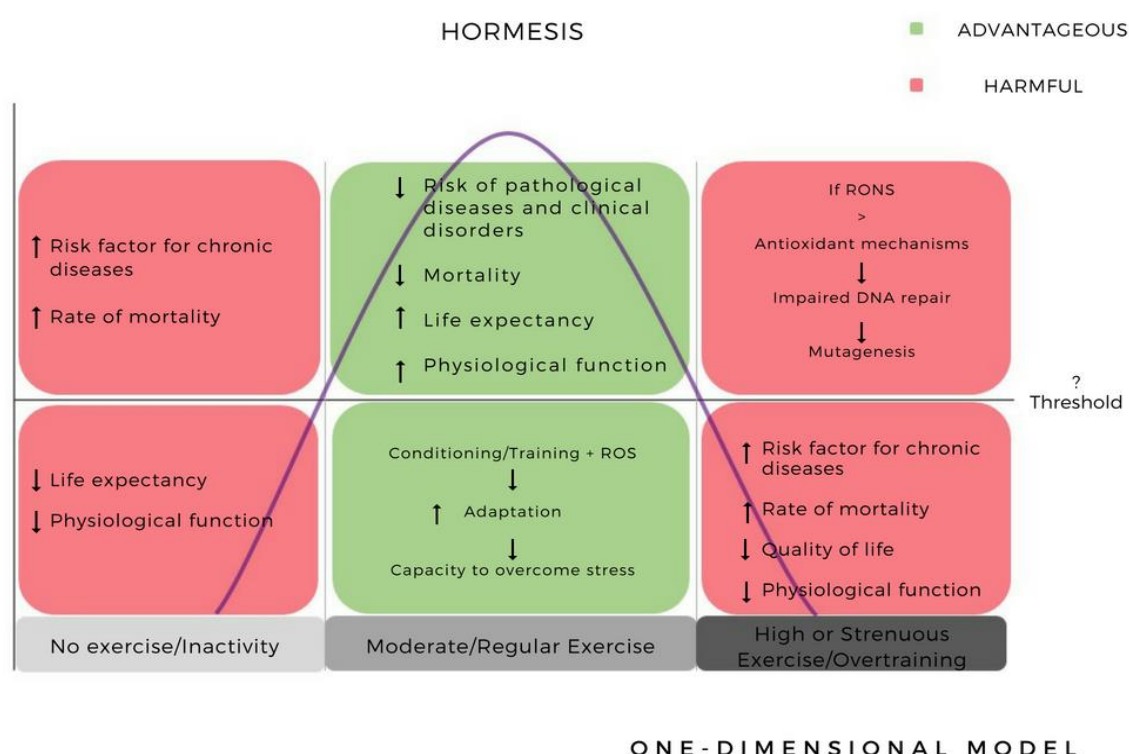 HORMESIS
ADVANTAGEOUS
HARMFUL
↑ Risk factor for chronic
diseases
↑ Rate of mortality
↓ Life expectancy
↓ Physiological function
No exercise/Inactivity
↓ Risk of pathological
diseases and clinical
disorders
↓ Mortality
↑ Life expectancy
↑ Physiological function
Conditioning/Training + ROS
↓
↑ Adaptation
↓
Capacity to overcome stress
Moderate/Regular Exercise
If RONS
>
Antioxidant mechanisms
↓
Impaired DNA repair
↓
Mutagenesis
↑ Risk factor for chronic
diseases
↑ Rate of mortality
↓ Quality of life
↓ Physiological function
High or Strenuous
Exercise/Overtraining
?
Threshold
ONE-DIMENSIONAL MODEL